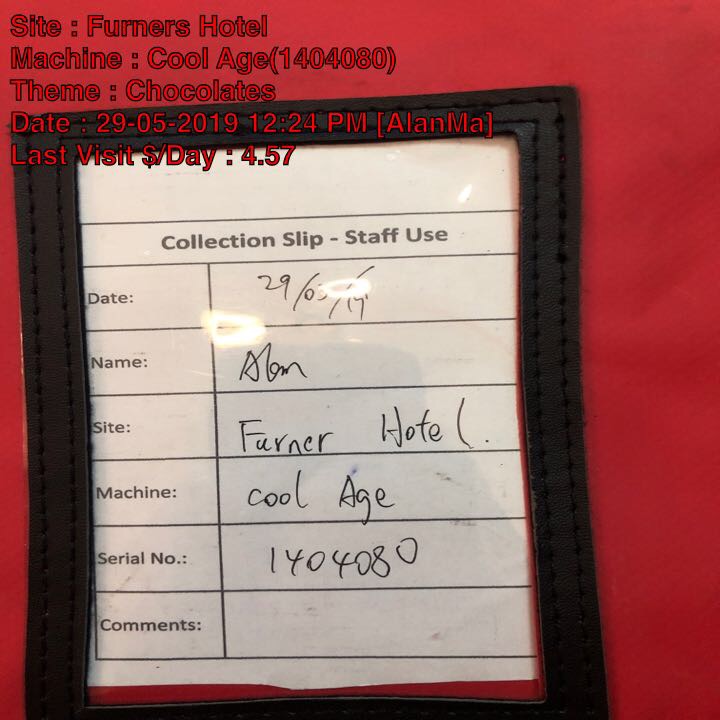 Site : Furners Hotel
Machine : Cool Age(1404080)
Theme : Chocolates
Date : 29-05-2019 12:24 PM [AlanMa]
Last Visit $/Day : 4.57
Collection Slip - Staff Use
Date: 29/05/19
Name: Alan
Site: Furner Hotel.
Machine: cool Age
Serial No.: 1404080
Comments: